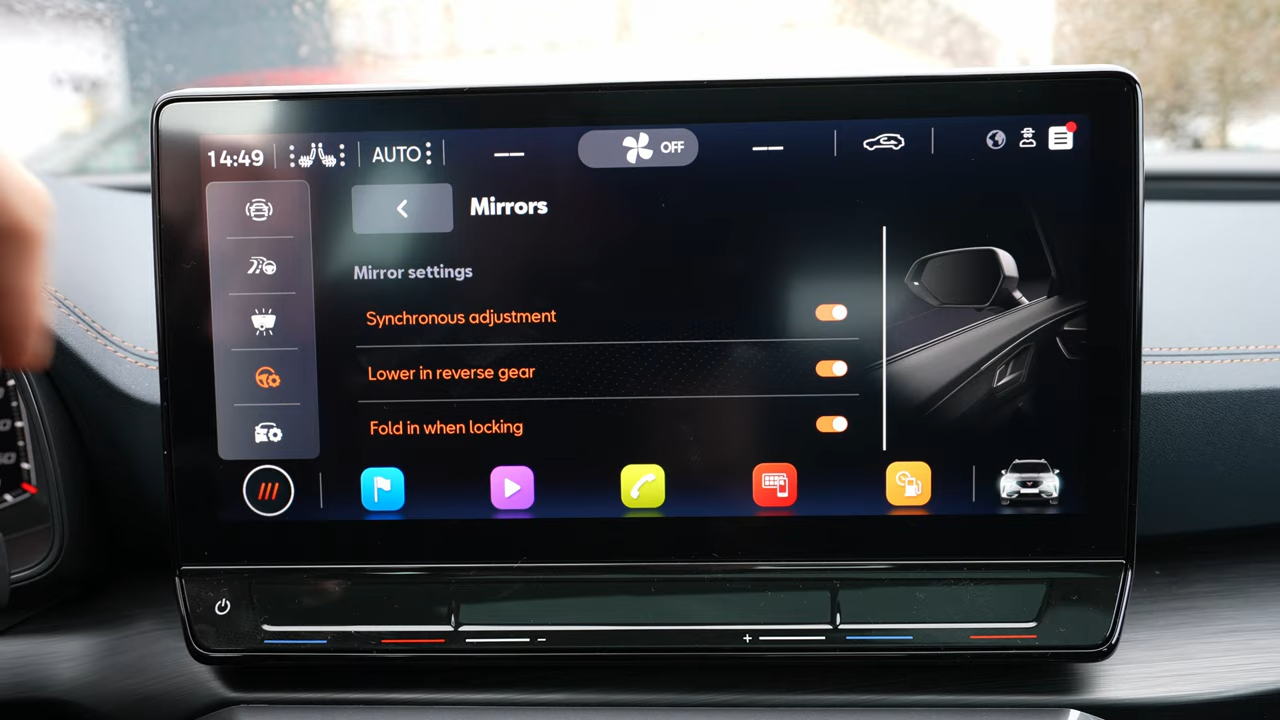 14:49 AUTO OFF
Mirrors
Mirror settings
Synchronous adjustment
Lower in reverse gear
Fold in when locking